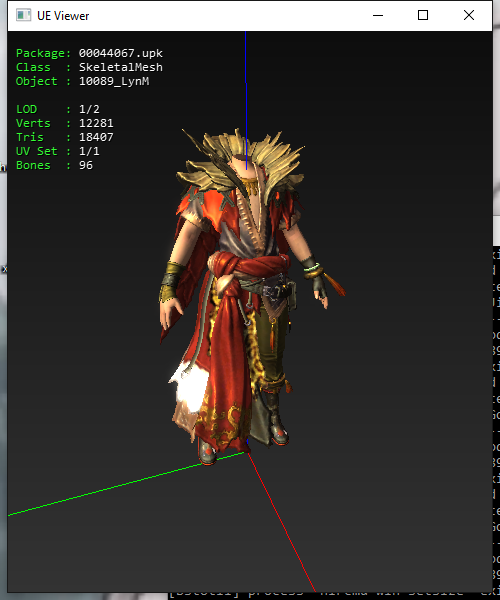 UE Viewer
Package: 00044067.upk
Class : SkeletalMesh
Object : 10089_LynM
LOD : 1/2
Verts : 12281
Tris : 18407
UV Set : 1/1
Bones : 96